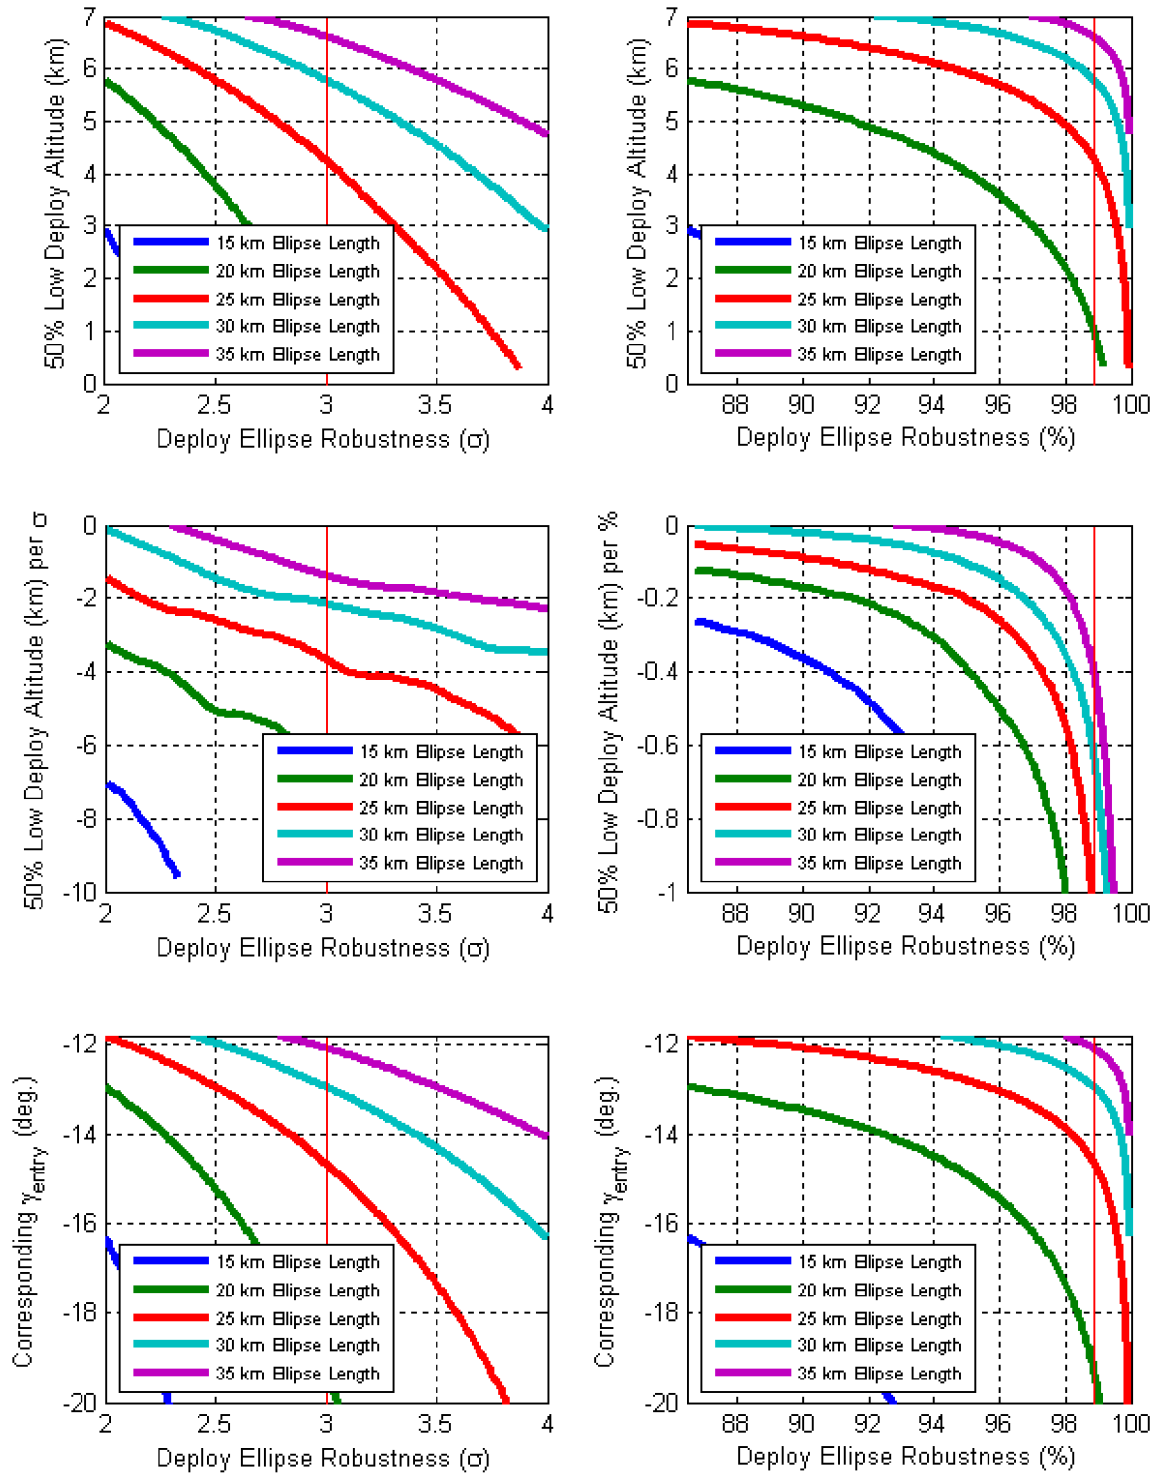 50% Low Deploy Altitude (km)
7
6
5
4
3
2
1
0
15 km Ellipse Length
20 km Ellipse Length
25 km Ellipse Length
30 km Ellipse Length
35 km Ellipse Length
2 2.5 3 3.5 4
Deploy Ellipse Robustness (σ)
50% Low Deploy Altitude (km)
7
6
5
4
3
2
1
0
15 km Ellipse Length
20 km Ellipse Length
25 km Ellipse Length
30 km Ellipse Length
35 km Ellipse Length
88 90 92 94 96 98 100
Deploy Ellipse Robustness (%)
50% Low Deploy Altitude (km) per σ
0
-2
-4
-6
-8
-10
15 km Ellipse Length
20 km Ellipse Length
25 km Ellipse Length
30 km Ellipse Length
35 km Ellipse Length
2 2.5 3 3.5 4
Deploy Ellipse Robustness (σ)
50% Low Deploy Altitude (km) per %
0
-0.2
-0.4
-0.6
-0.8
-1
15 km Ellipse Length
20 km Ellipse Length
25 km Ellipse Length
30 km Ellipse Length
35 km Ellipse Length
88 90 92 94 96 98 100
Deploy Ellipse Robustness (%)
Corresponding γentry (deg.)
-12
-14
-16
-18
-20
15 km Ellipse Length
20 km Ellipse Length
25 km Ellipse Length
30 km Ellipse Length
35 km Ellipse Length
2 2.5 3 3.5 4
Deploy Ellipse Robustness (σ)
Corresponding γentry (deg.)
-12
-14
-16
-18
-20
15 km Ellipse Length
20 km Ellipse Length
25 km Ellipse Length
30 km Ellipse Length
35 km Ellipse Length
88 90 92 94 96 98 100
Deploy Ellipse Robustness (%)